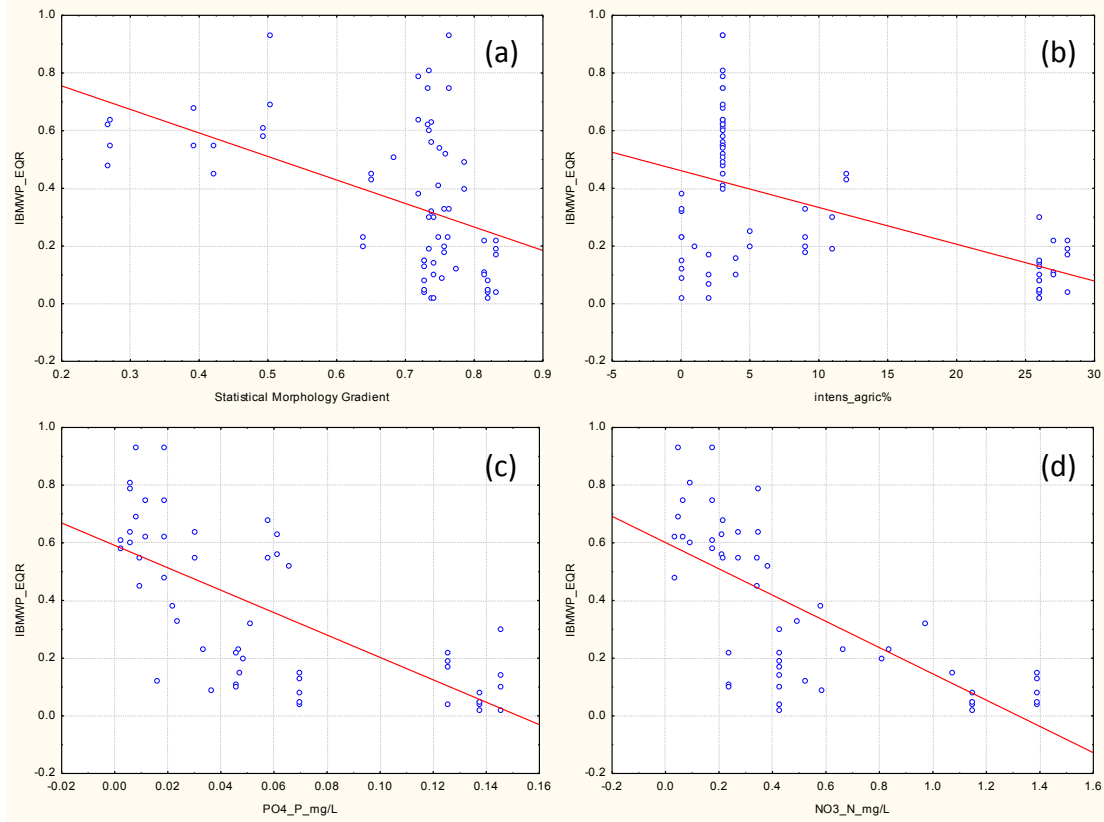 (a)
1.0
0.8
0.6
0.4
0.2
0.0
-0.2
IBMWP_EQR
0.2 0.3 0.4 0.5 0.6 0.7 0.8 0.9
Statistical Morphology Gradient
(b)
1.0
0.8
0.6
0.4
0.2
0.0
-0.2
IBMWP_EQR
-5 0 5 10 15 20 25 30
intens_agric%
(c)
1.0
0.8
0.6
0.4
0.2
0.0
-0.2
IBMWP_EQR
-0.02 0.00 0.02 0.04 0.06 0.08 0.10 0.12 0.14 0.16
PO4_P_mg/L
(d)
1.0
0.8
0.6
0.4
0.2
0.0
-0.2
IBMWP_EQR
-0.2 0.0 0.2 0.4 0.6 0.8 1.0 1.2 1.4 1.6
NO3_N_mg/L